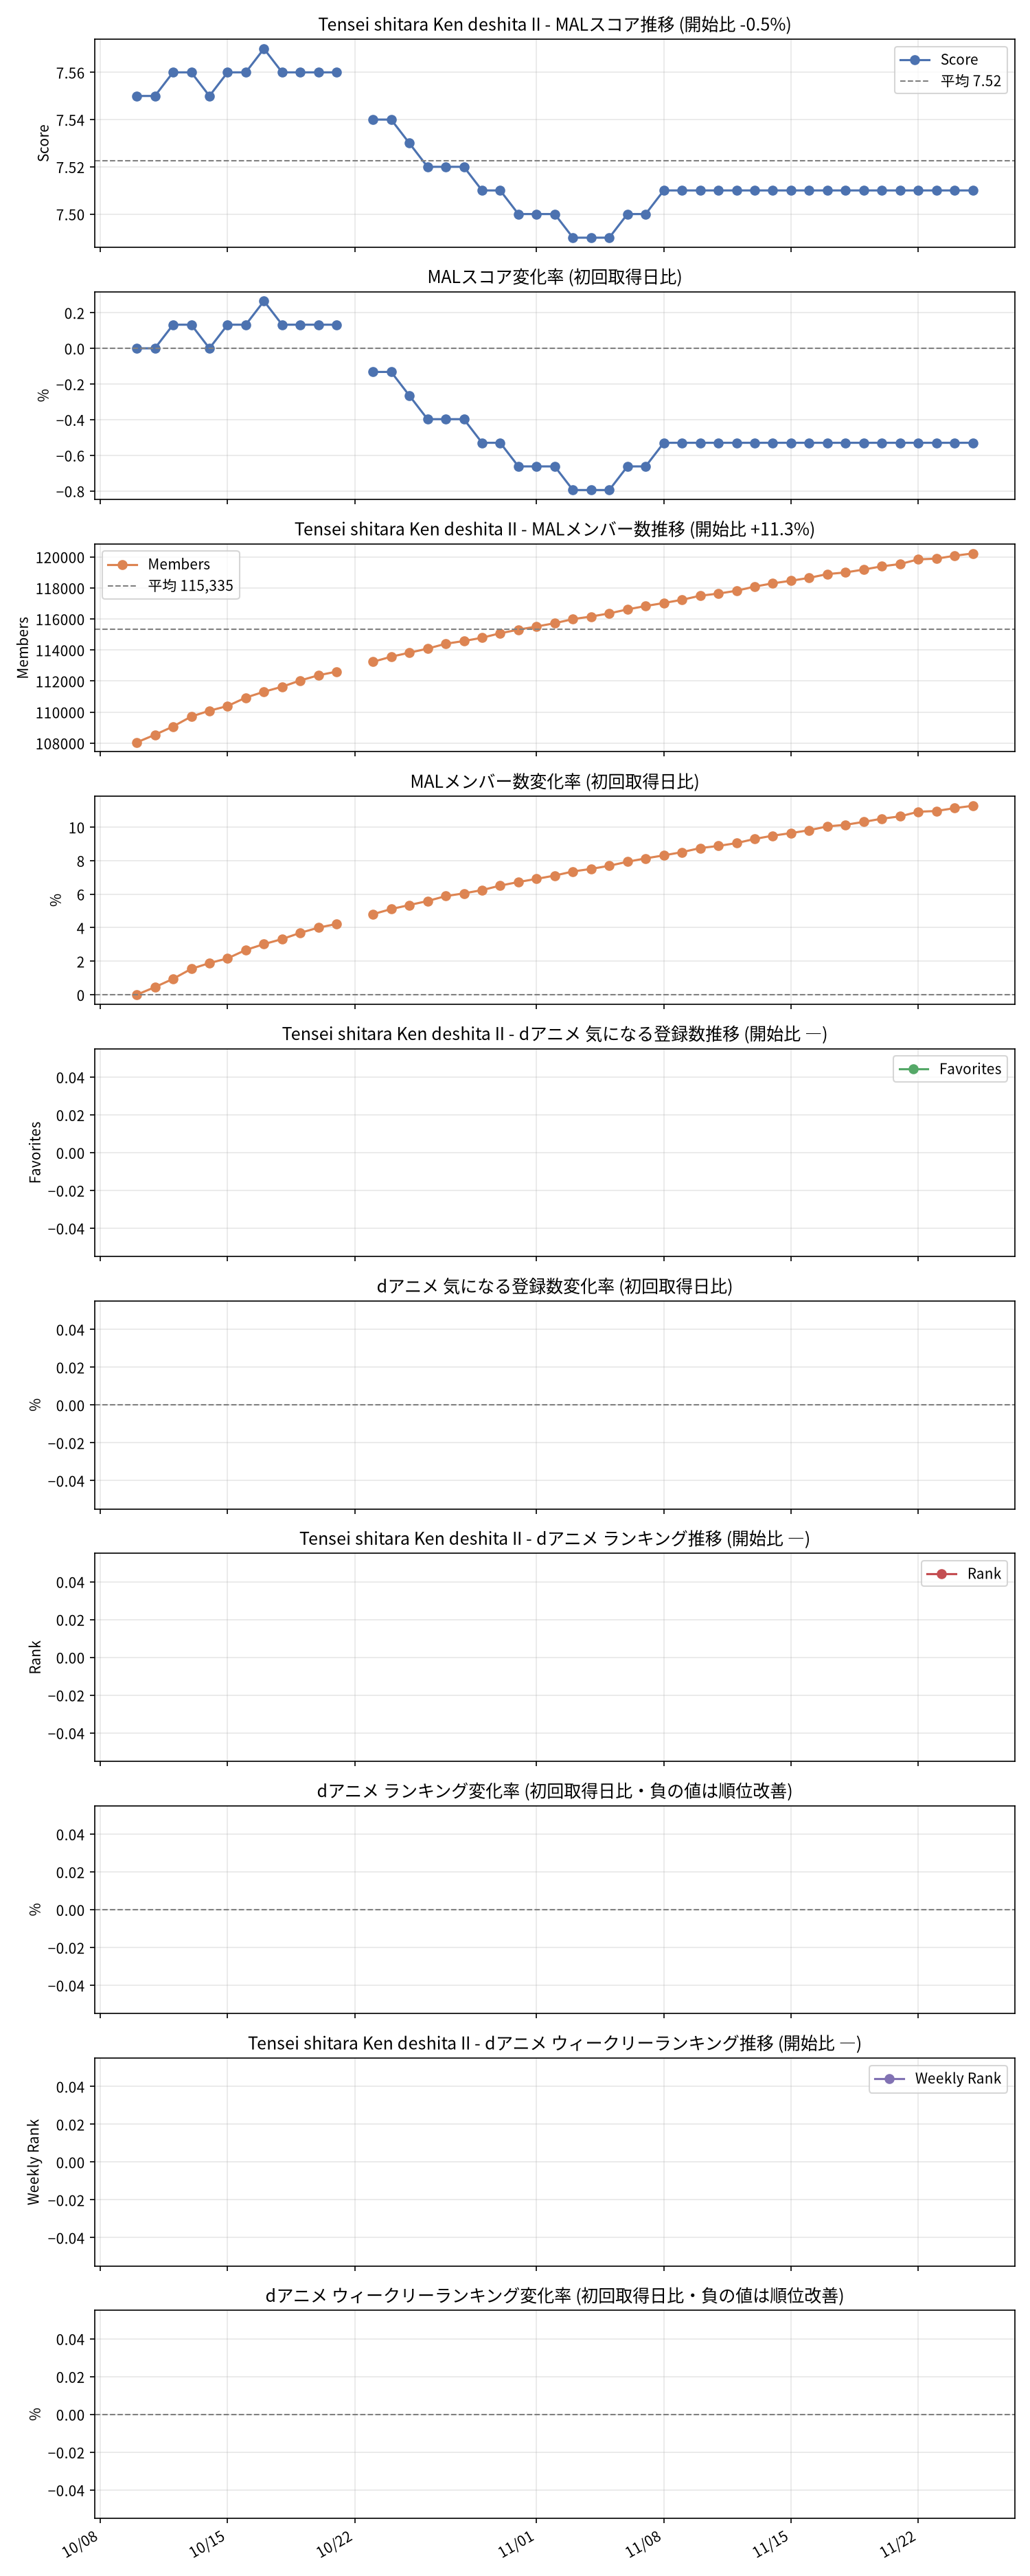 Tensei shitara Ken deshita II - MALスコア推移 (開始比 -0.5%)
Score
7.56
7.54
7.52
7.50
Score
平均 7.52
MALスコア変化率 (初回取得日比)
%
0.2
0.0
−0.2
−0.4
−0.6
−0.8
Tensei shitara Ken deshita II - MALメンバー数推移 (開始比 +11.3%)
Members
120000
118000
116000
114000
112000
110000
108000
Members
平均 115,335
MALメンバー数変化率 (初回取得日比)
%
10
8
6
4
2
0
Tensei shitara Ken deshita II - dアニメ 気になる登録数推移 (開始比 —)
Favorites
0.04
0.02
0.00
−0.02
−0.04
Favorites
dアニメ 気になる登録数変化率 (初回取得日比)
%
0.04
0.02
0.00
−0.02
−0.04
Tensei shitara Ken deshita II - dアニメ ランキング推移 (開始比 —)
Rank
0.04
0.02
0.00
−0.02
−0.04
Rank
dアニメ ランキング変化率 (初回取得日比・負の値は順位改善)
%
0.04
0.02
0.00
−0.02
−0.04
Tensei shitara Ken deshita II - dアニメ ウィークリーランキング推移 (開始比 —)
Weekly Rank
0.04
0.02
0.00
−0.02
−0.04
Weekly Rank
dアニメ ウィークリーランキング変化率 (初回取得日比・負の値は順位改善)
%
0.04
0.02
0.00
−0.02
−0.04
10/08
10/15
10/22
11/01
11/08
11/15
11/22